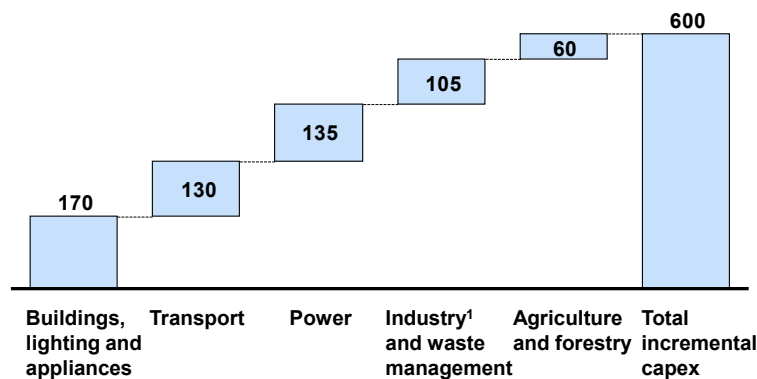 600
60
105
135
130
170
Buildings,
lighting and
appliances
Transport
Power
Industry¹
and waste
management
Agriculture
and forestry
Total
incremental
capex